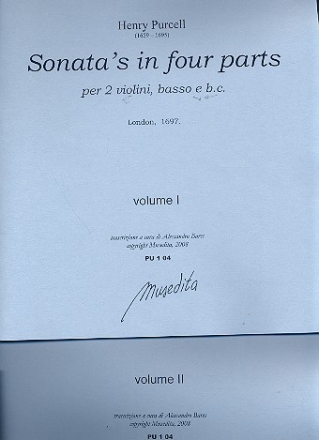 Henry Purcell
(1659 - 1695)
Sonata's in four parts
per 2 violini, basso e b.c.
London, 1697.
volume I
trascrizione a cura di Alessandro Bares
copyright Musedita, 2008
PU 1 04
Musedita
volume II
trascrizione a cura di Alessandro Bares
copyright Musedita, 2008
PU 1 04